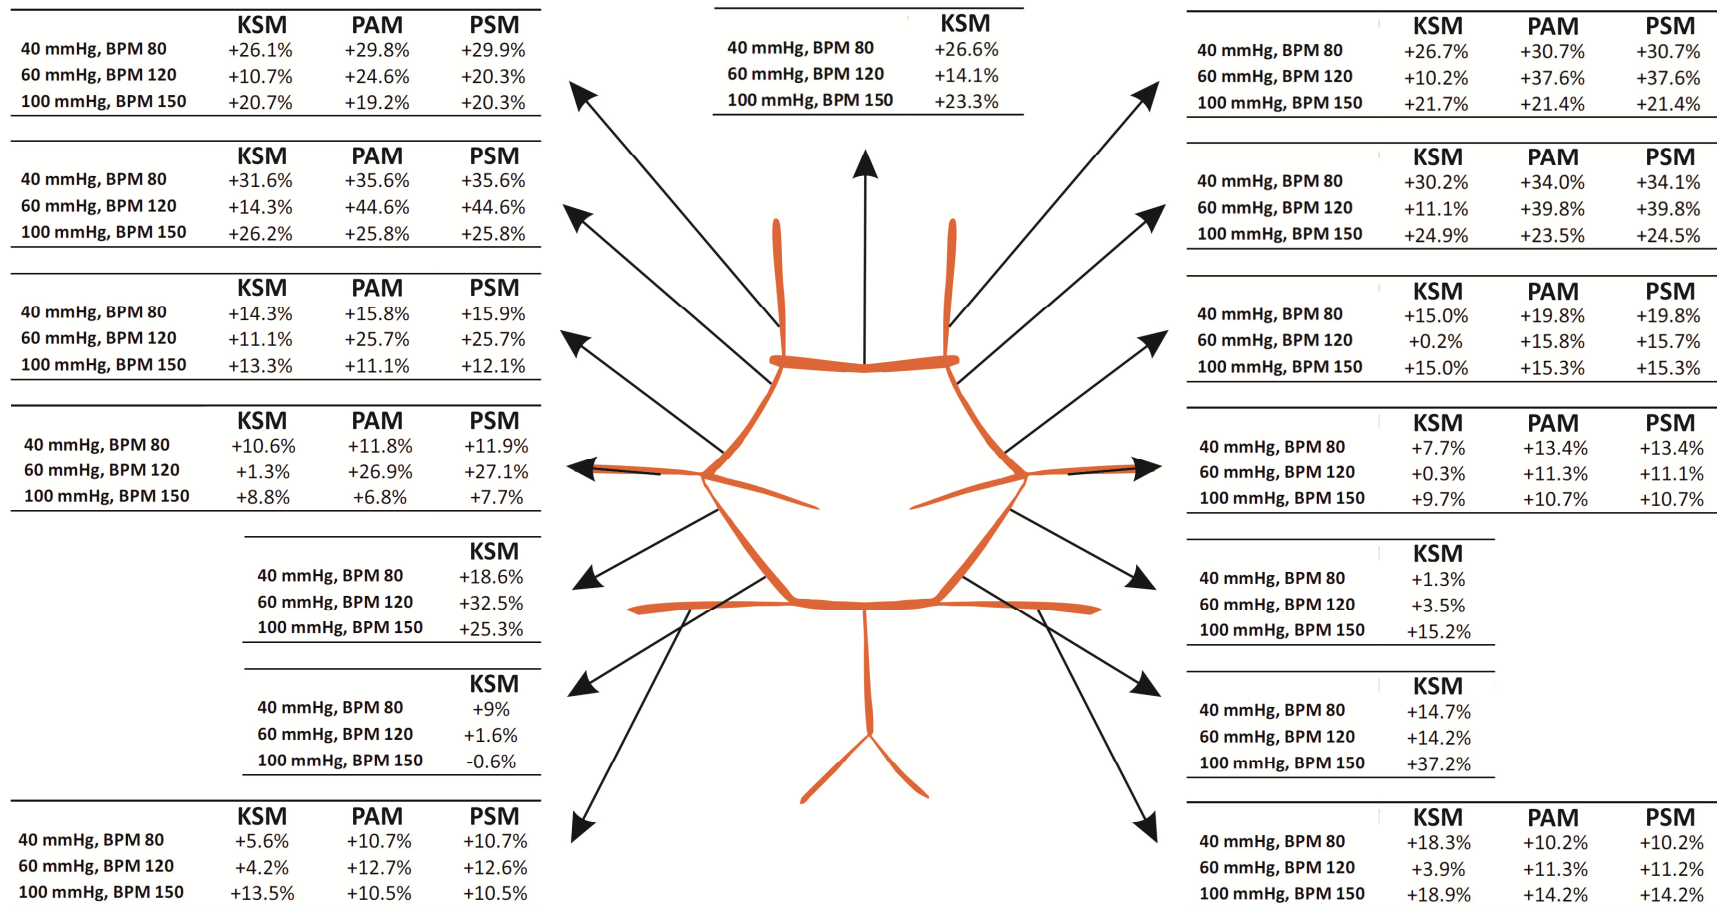 KSM PAM PSM
40 mmHg, BPM 80 +26.1% +29.8% +29.9%
60 mmHg, BPM 120 +10.7% +24.6% +20.3%
100 mmHg, BPM 150 +20.7% +19.2% +20.3%
KSM PAM PSM
40 mmHg, BPM 80 +31.6% +35.6% +35.6%
60 mmHg, BPM 120 +14.3% +44.6% +44.6%
100 mmHg, BPM 150 +26.2% +25.8% +25.8%
KSM PAM PSM
40 mmHg, BPM 80 +14.3% +15.8% +15.9%
60 mmHg, BPM 120 +11.1% +25.7% +25.7%
100 mmHg, BPM 150 +13.3% +11.1% +12.1%
KSM PAM PSM
40 mmHg, BPM 80 +10.6% +11.8% +11.9%
60 mmHg, BPM 120 +1.3% +26.9% +27.1%
100 mmHg, BPM 150 +8.8% +6.8% +7.7%
KSM
40 mmHg, BPM 80 +18.6%
60 mmHg, BPM 120 +32.5%
100 mmHg, BPM 150 +25.3%
KSM
40 mmHg, BPM 80 +9%
60 mmHg, BPM 120 +1.6%
100 mmHg, BPM 150 -0.6%
KSM PAM PSM
40 mmHg, BPM 80 +5.6% +10.7% +10.7%
60 mmHg, BPM 120 +4.2% +12.7% +12.6%
100 mmHg, BPM 150 +13.5% +10.5% +10.5%
KSM
40 mmHg, BPM 80 +26.6%
60 mmHg, BPM 120 +14.1%
100 mmHg, BPM 150 +23.3%
KSM PAM PSM
40 mmHg, BPM 80 +26.7% +30.7% +30.7%
60 mmHg, BPM 120 +10.2% +37.6% +37.6%
100 mmHg, BPM 150 +21.7% +21.4% +21.4%
KSM PAM PSM
40 mmHg, BPM 80 +30.2% +34.0% +34.1%
60 mmHg, BPM 120 +11.1% +39.8% +39.8%
100 mmHg, BPM 150 +24.9% +23.5% +24.5%
KSM PAM PSM
40 mmHg, BPM 80 +15.0% +19.8% +19.8%
60 mmHg, BPM 120 +0.2% +15.8% +15.7%
100 mmHg, BPM 150 +15.0% +15.3% +15.3%
KSM PAM PSM
40 mmHg, BPM 80 +7.7% +13.4% +13.4%
60 mmHg, BPM 120 +0.3% +11.3% +11.1%
100 mmHg, BPM 150 +9.7% +10.7% +10.7%
KSM
40 mmHg, BPM 80 +1.3%
60 mmHg, BPM 120 +3.5%
100 mmHg, BPM 150 +15.2%
KSM
40 mmHg, BPM 80 +14.7%
60 mmHg, BPM 120 +14.2%
100 mmHg, BPM 150 +37.2%
KSM PAM PSM
40 mmHg, BPM 80 +18.3% +10.2% +10.2%
60 mmHg, BPM 120 +3.9% +11.3% +11.2%
100 mmHg, BPM 150 +18.9% +14.2% +14.2%